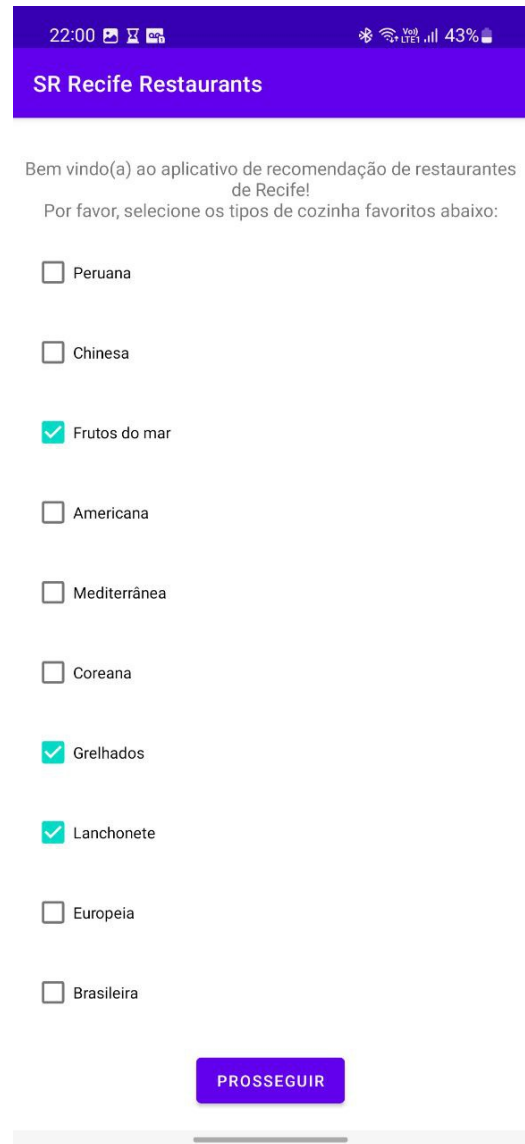 22:00 43%
SR Recife Restaurants
Bem vindo(a) ao aplicativo de recomendação de restaurantes
de Recife!
Por favor, selecione os tipos de cozinha favoritos abaixo:
Peruana
Chinesa
Frutos do mar
Americana
Mediterrânea
Coreana
Grelhados
Lanchonete
Europeia
Brasileira
PROSSEGUIR